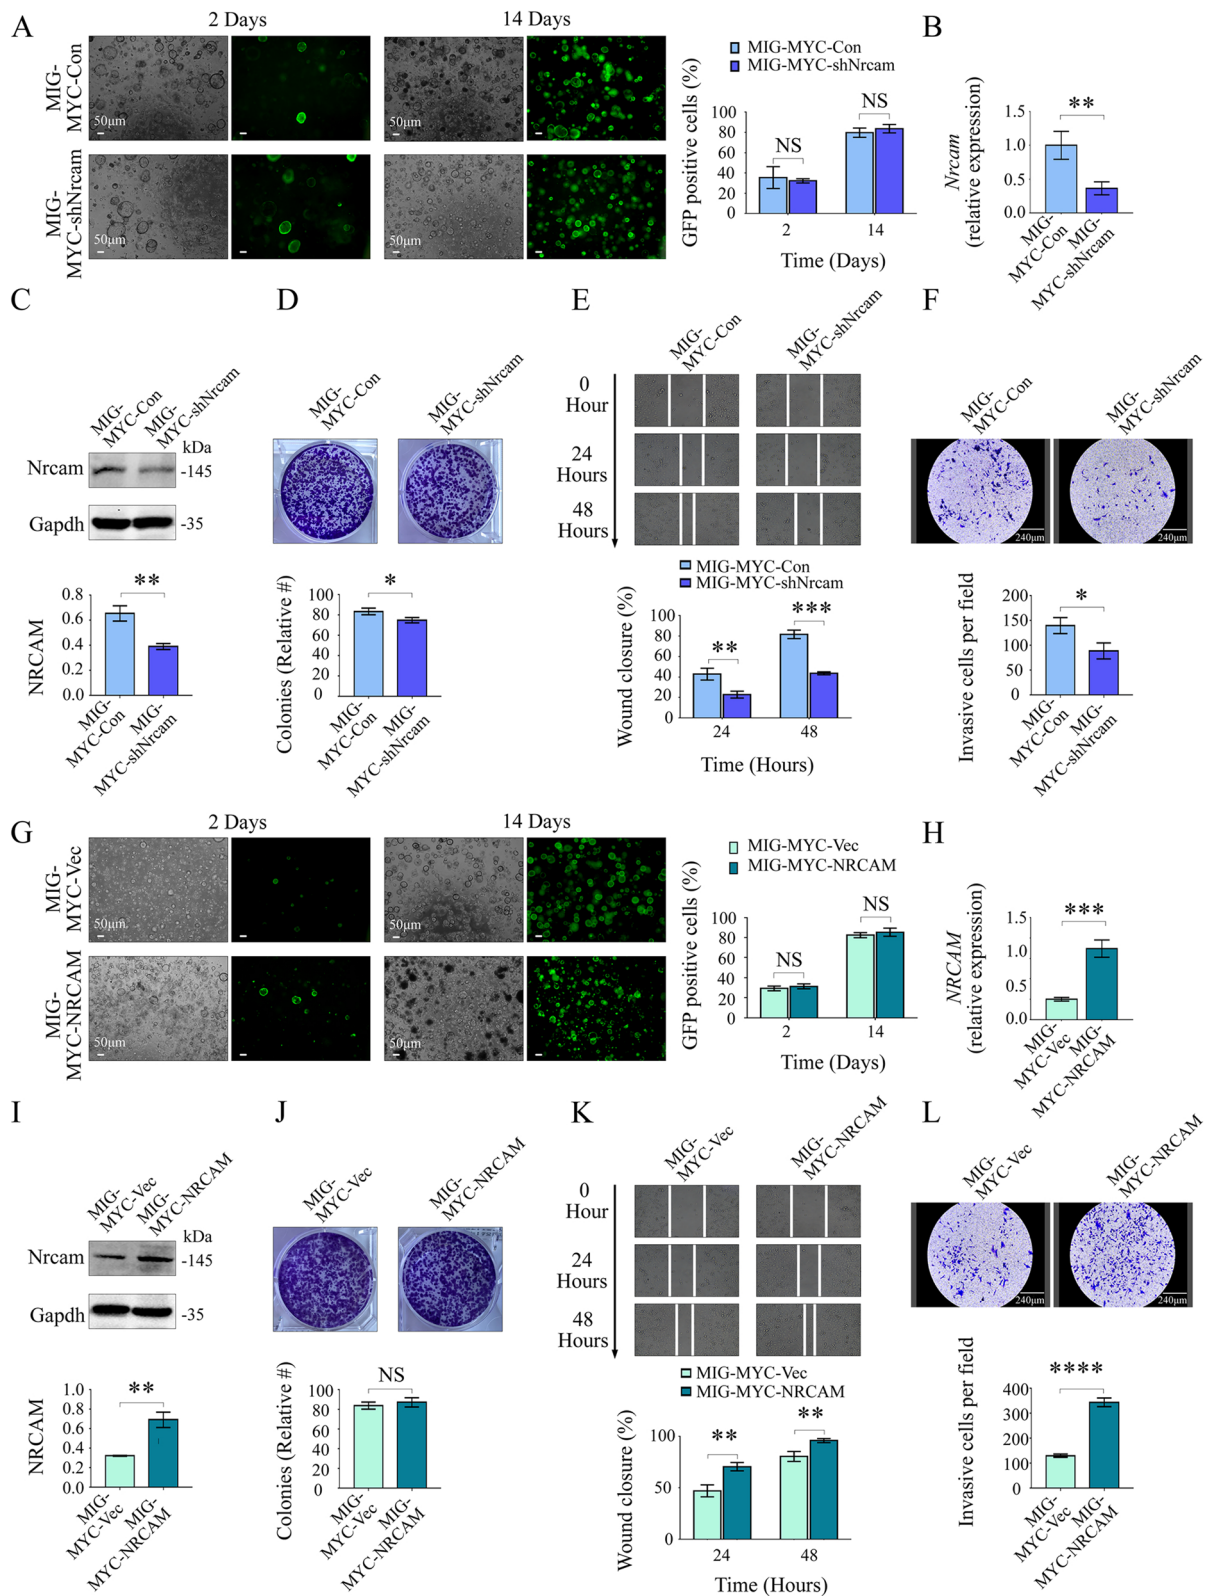 A
2 Days
14 Days
MIG-
MYC-Con
50μm
50μm
MIG-
MYC-shNrcam
50μm
50μm
MIG-MYC-Con
MIG-MYC-shNrcam
GFP positive cells (%)
100
80
60
40
20
0
NS
NS
2
14
Time (Days)
B
Nrcam
(relative expression)
1.5
1.0
0.5
0.0
**
MIG-
MYC-Con
MIG-
MYC-shNrcam
C
MIG-
MYC-Con
MIG-
MYC-shNrcam
kDa
Nrcam
-145
Gapdh
-35
NRCAM
0.8
0.6
0.4
0.2
0.0
**
MIG-
MYC-Con
MIG-
MYC-shNrcam
D
MIG-
MYC-Con
MIG-
MYC-shNrcam
Colonies (Relative #)
100
80
60
40
20
0
*
MIG-
MYC-Con
MIG-
MYC-shNrcam
E
MIG-
MYC-Con
MIG-
MYC-shNrcam
0
Hour
24
Hours
48
Hours
MIG-MYC-Con
MIG-MYC-shNrcam
Wound closure (%)
100
80
60
40
20
0
**
***
24
48
Time (Hours)
F
MIG-
MYC-Con
MIG-
MYC-shNrcam
240μm
240μm
Invasive cells per field
200
150
100
50
0
*
MIG-
MYC-Con
MIG-
MYC-shNrcam
G
2 Days
14 Days
MIG-
MYC-Vec
50μm
50μm
MIG-
MYC-NRCAM
50μm
50μm
MIG-MYC-Vec
MIG-MYC-NRCAM
GFP positive cells (%)
100
80
60
40
20
0
NS
NS
2
14
Time (Days)
H
NRCAM
(relative expression)
1.5
1.0
0.5
0.0
***
MIG-
MYC-Vec
MIG-
MYC-NRCAM
I
MIG-
MYC-Vec
MIG-
MYC-NRCAM
kDa
Nrcam
-145
Gapdh
-35
NRCAM
1.0
0.8
0.6
0.4
0.2
0.0
**
MIG-
MYC-Vec
MIG-
MYC-NRCAM
J
MIG-
MYC-Vec
MIG-
MYC-NRCAM
Colonies (Relative #)
100
80
60
40
20
0
NS
MIG-
MYC-Vec
MIG-
MYC-NRCAM
K
MIG-
MYC-Vec
MIG-
MYC-NRCAM
0
Hour
24
Hours
48
Hours
MIG-MYC-Vec
MIG-MYC-NRCAM
Wound closure (%)
100
50
0
**
**
24
48
Time (Hours)
L
MIG-
MYC-Vec
MIG-
MYC-NRCAM
240μm
240μm
Invasive cells per field
400
300
200
100
0
****
MIG-
MYC-Vec
MIG-
MYC-NRCAM